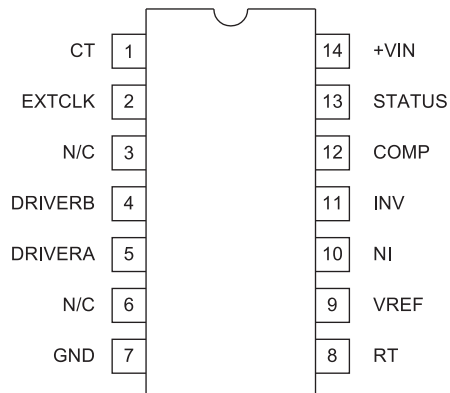 CT 1 14 +VIN
EXTCLK 2 13 STATUS
N/C 3 12 COMP
DRIVERB 4 11 INV
DRIVERA 5 10 NI
N/C 6 9 VREF
GND 7 8 RT